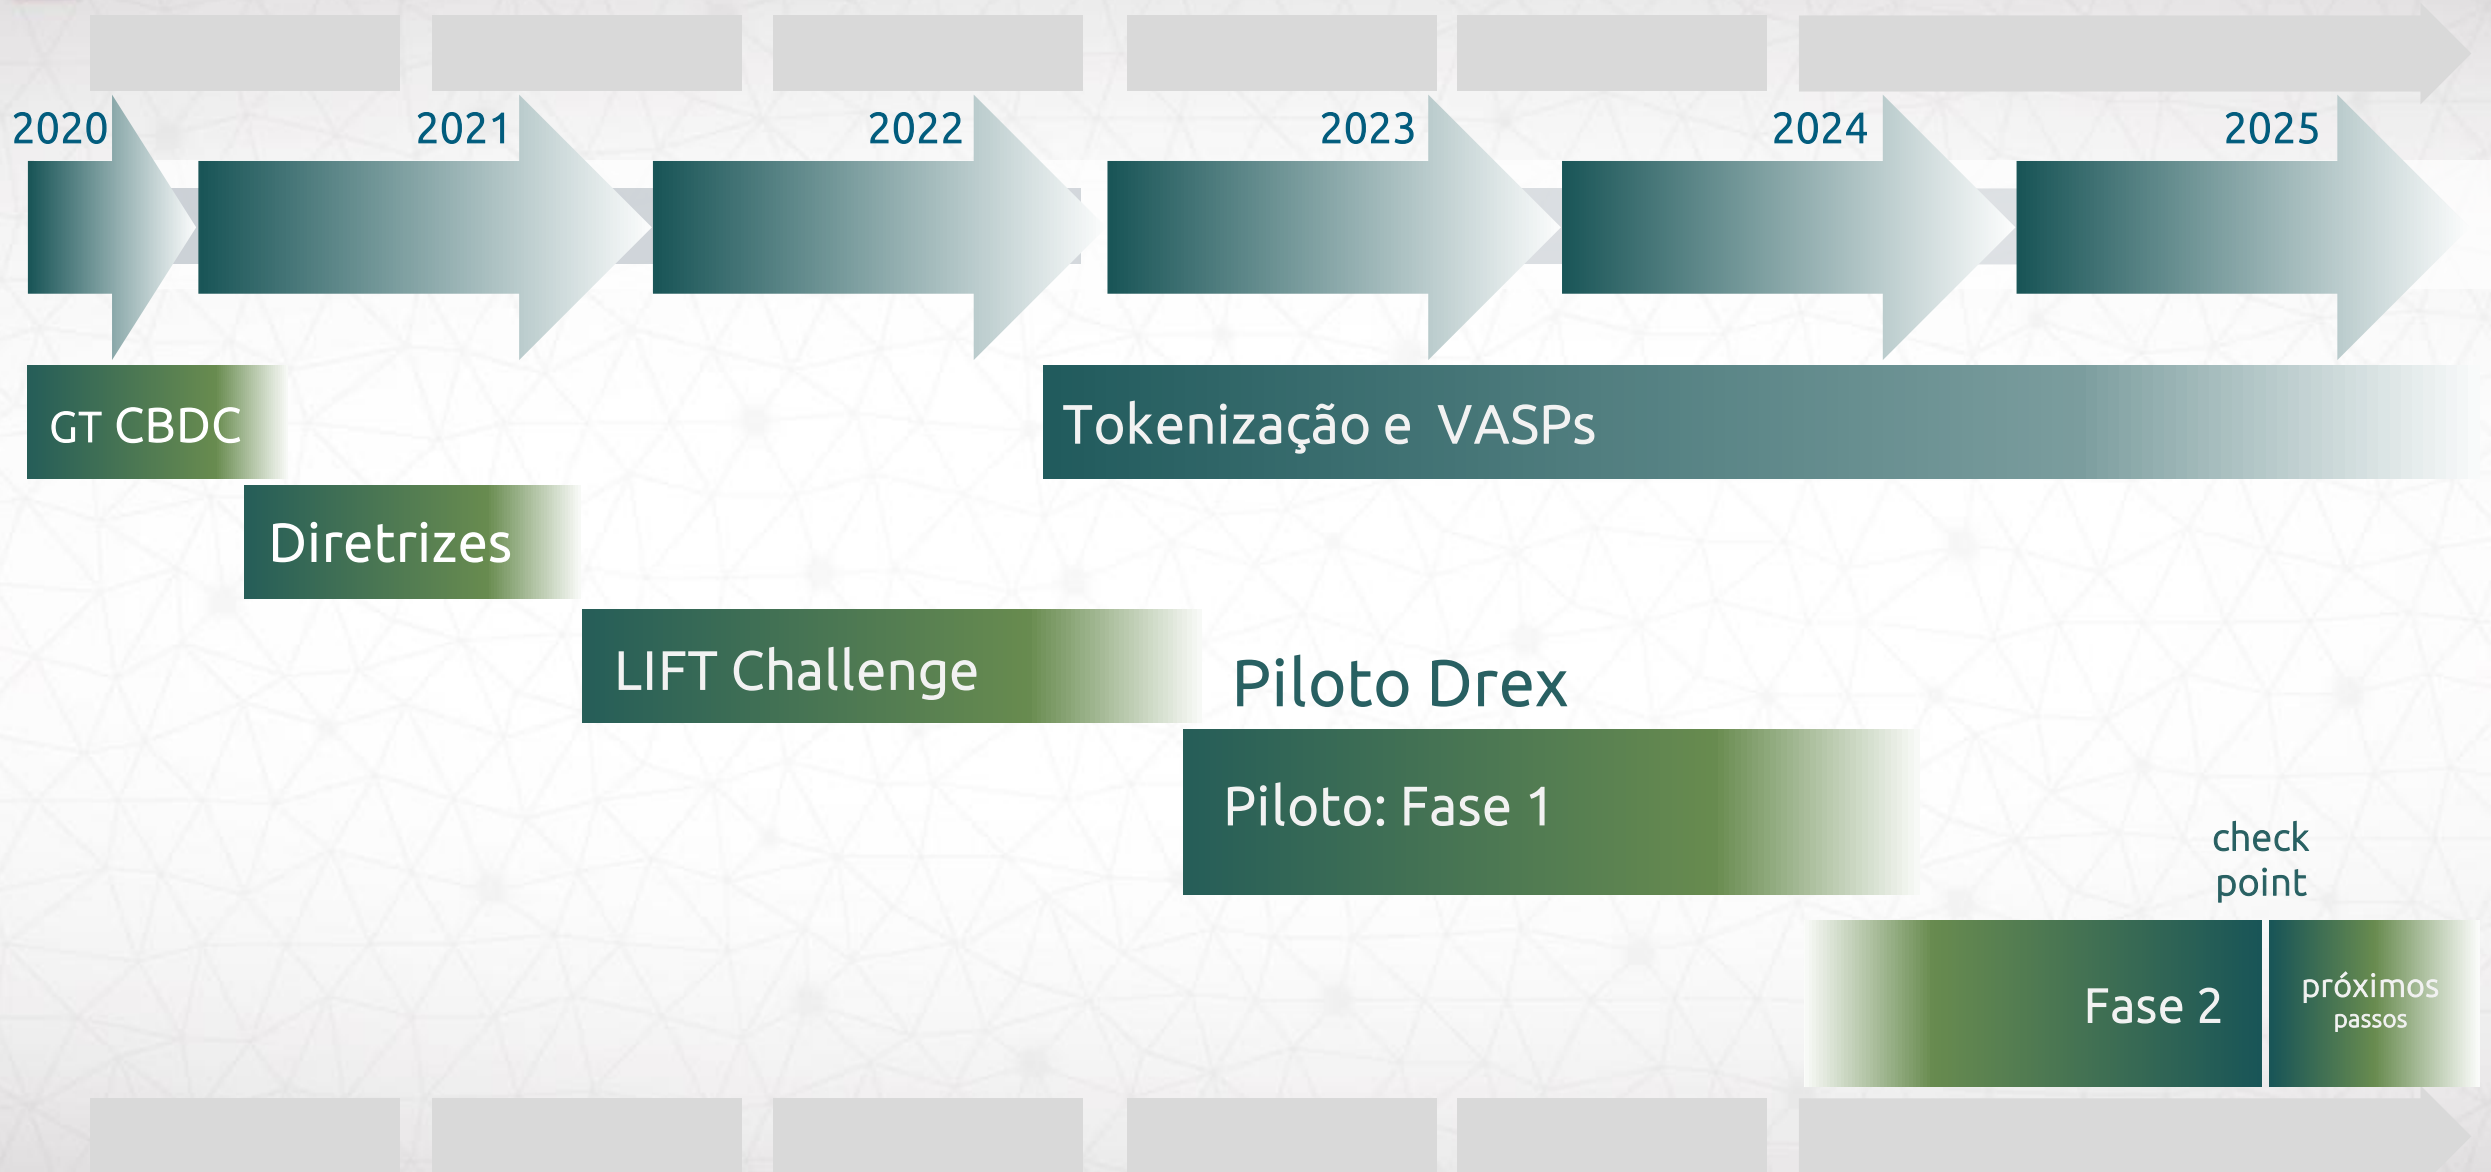 2020
2021
2022
2023
2024
2025
GT CBDC
Tokenização e VASPs
Diretrizes
LIFT Challenge
Piloto Drex
Piloto: Fase 1
check
point
Fase 2
próximos
passos